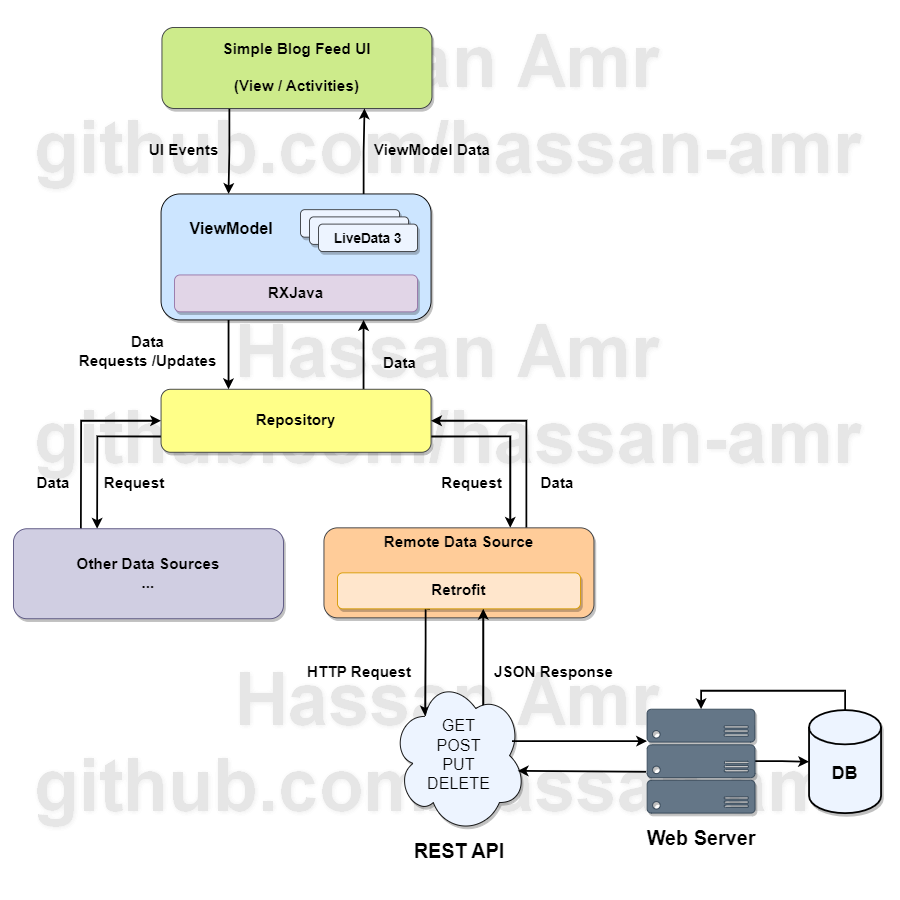 Simple Blog Feed UI
(View / Activities)
Hassan Amr
github.com/hassan-amr
UI Events
ViewModel Data
ViewModel
LiveData 3
RXJava
Data
Requests /Updates
Data
Hassan Amr
github.com/hassan-amr
Repository
Data
Request
Request
Data
Other Data Sources
...
Remote Data Source
Retrofit
HTTP Request
JSON Response
Hassan Amr
github.com/hassan-amr
GET
POST
PUT
DELETE
REST API
Web Server
DB